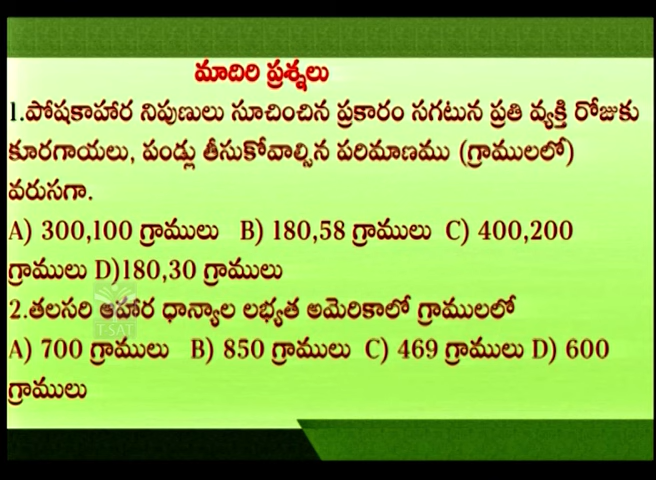 మాదిరి ప్రశ్నలు
1.పోషకాహార నిపుణులు సూచించిన ప్రకారం సగటున ప్రతి వ్యక్తి రోజుకు
కూరగాయలు, పండ్లు తీసుకోవాల్సిన పరిమాణము (గ్రాములలో)
వరుసగా.
A) 300,100 గ్రాములు B) 180,58 గ్రాములు C) 400,200
గ్రాములు D)180,30 గ్రాములు
2.తలసరి ఆహార ధాన్యాల లభ్యత అమెరికాలో గ్రాములలో
T-SAT
A) 700 గ్రాములు B) 850 గ్రాములు C) 469 గ్రాములు D) 600
గ్రాములు